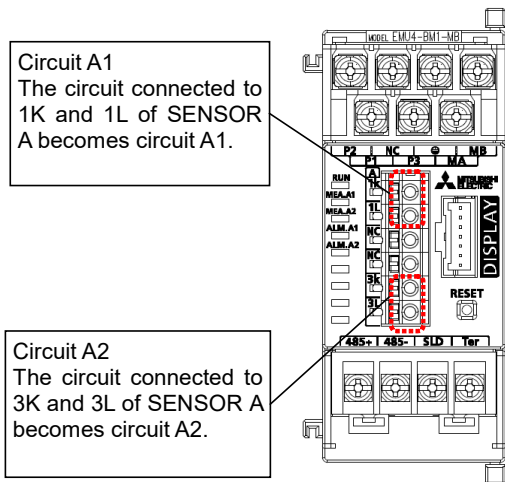 Circuit A1
The circuit connected to
1K and 1L of SENSOR
A becomes circuit A1.
MODEL EMU4-BM1-MB
P2 NC MB
P1 P3 MA
A
RUN
1K
MITSUBISHI
ELECTRIC
MEA.A1
1L
MEA.A2
ALM.A1
NC
ALM.A2
NC
3k
3L
DISPLAY
RESET
485+ 485- SLD Ter
Circuit A2
The circuit connected to
3K and 3L of SENSOR A
becomes circuit A2.